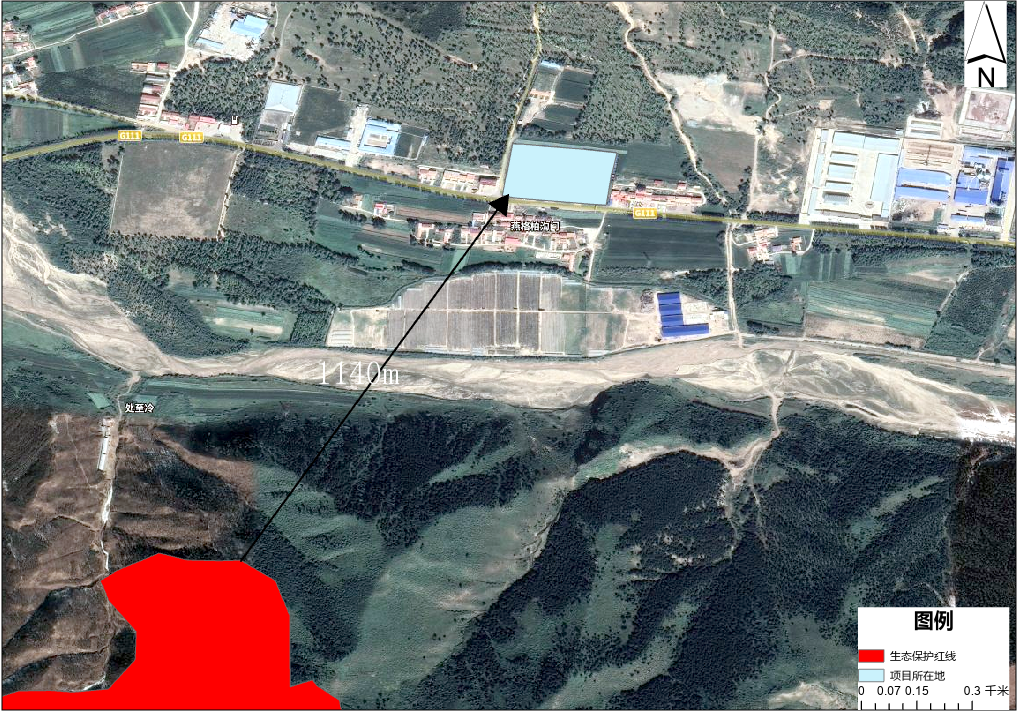 N
G111
G111
G111
燕格柏沟门
1140m
处至冷
图例
生态保护红线
项目所在地
0 0.07 0.15 0.3 千米